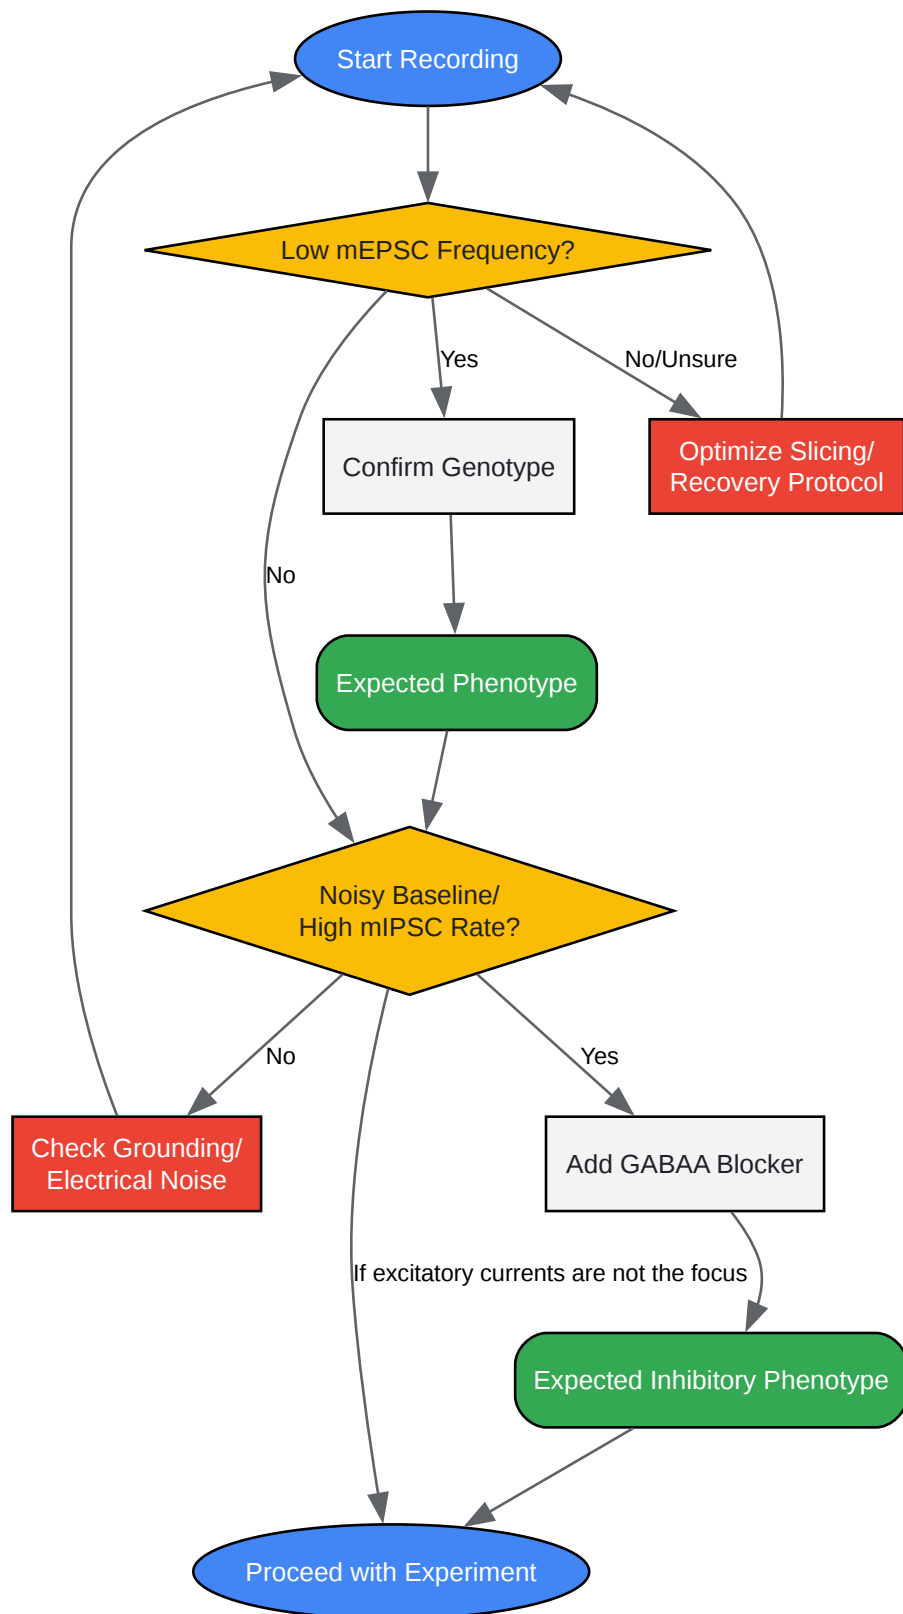 Start Recording
Low mEPSC Frequency?
Yes
No/Unsure
Confirm Genotype
Optimize Slicing/
Recovery Protocol
No
Expected Phenotype
Noisy Baseline/
High mIPSC Rate?
No
Yes
Check Grounding/
Electrical Noise
Add GABAA Blocker
If excitatory currents are not the focus
Expected Inhibitory Phenotype
Proceed with Experiment